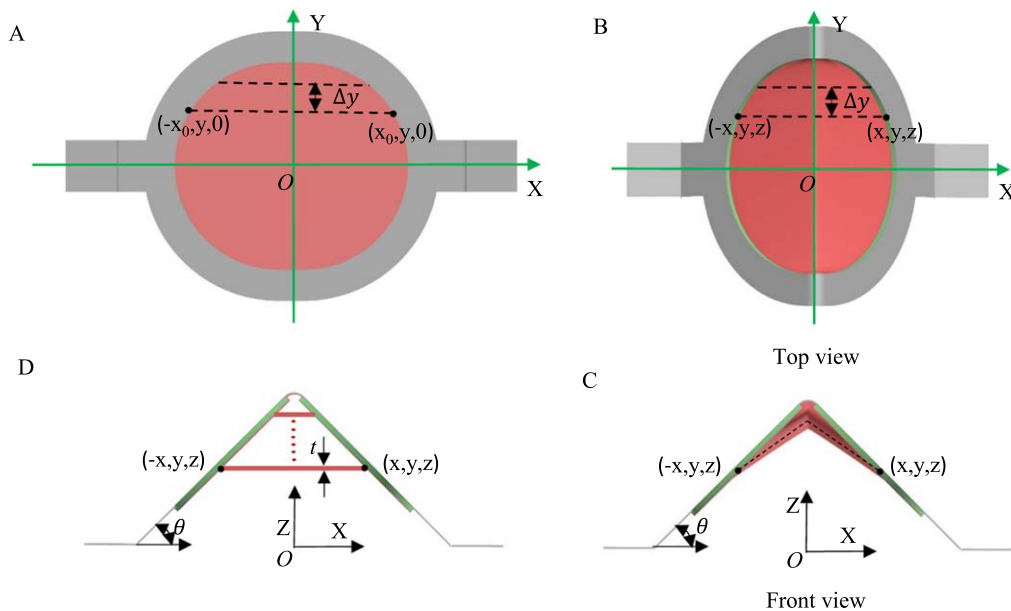 A
Y
Δy
(-x₀,y,0)
(x₀,y,0)
O
X
B
Y
Δy
(-x,y,z)
(x,y,z)
O
X
Top view
D
(-x,y,z)
t
(x,y,z)
θ
Z
X
O
C
(-x,y,z)
(x,y,z)
θ
Z
X
O
Front view